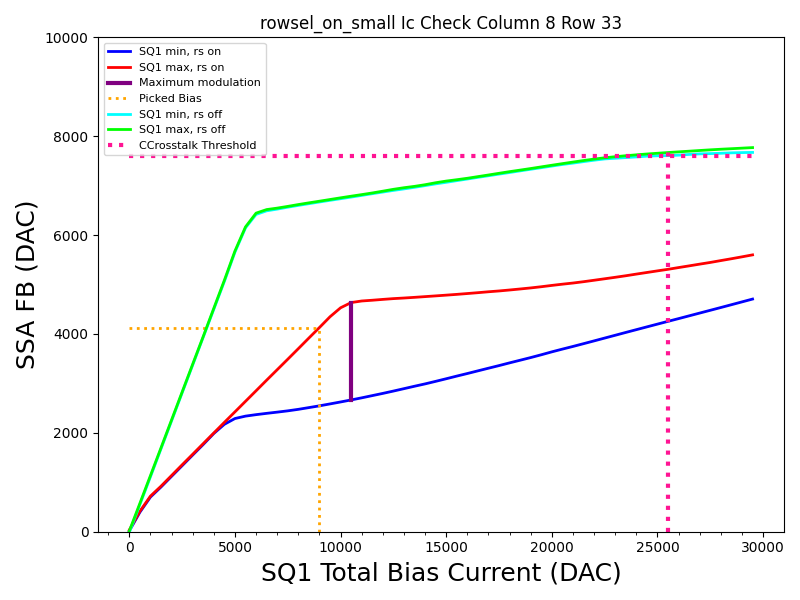 rowsel_on_small Ic Check Column 8 Row 33
SQ1 min, rs on
SQ1 max, rs on
Maximum modulation
Picked Bias
SQ1 min, rs off
SQ1 max, rs off
CCrosstalk Threshold
10000
8000
6000
4000
2000
0
SSA FB (DAC)
0 5000 10000 15000 20000 25000 30000
SQ1 Total Bias Current (DAC)